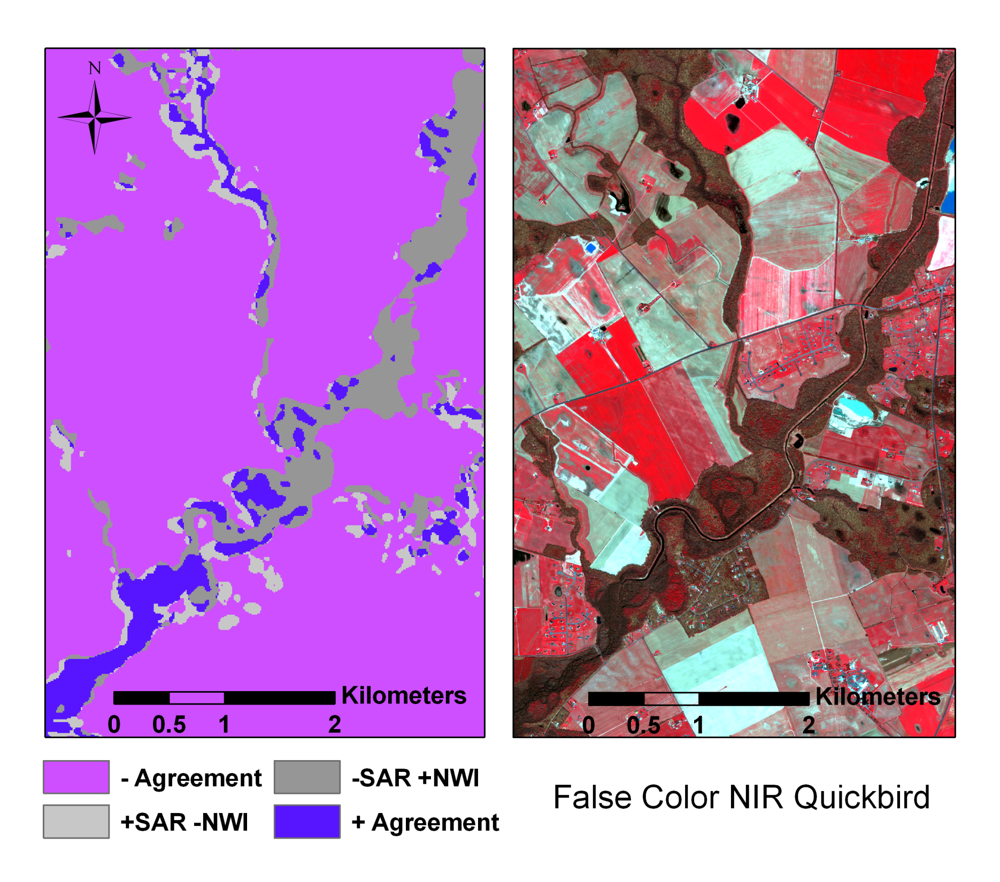 N
Kilometers
0 0.5 1 2
Kilometers
0 0.5 1 2
- Agreement
-SAR +NWI
+SAR -NWI
+ Agreement
False Color NIR Quickbird